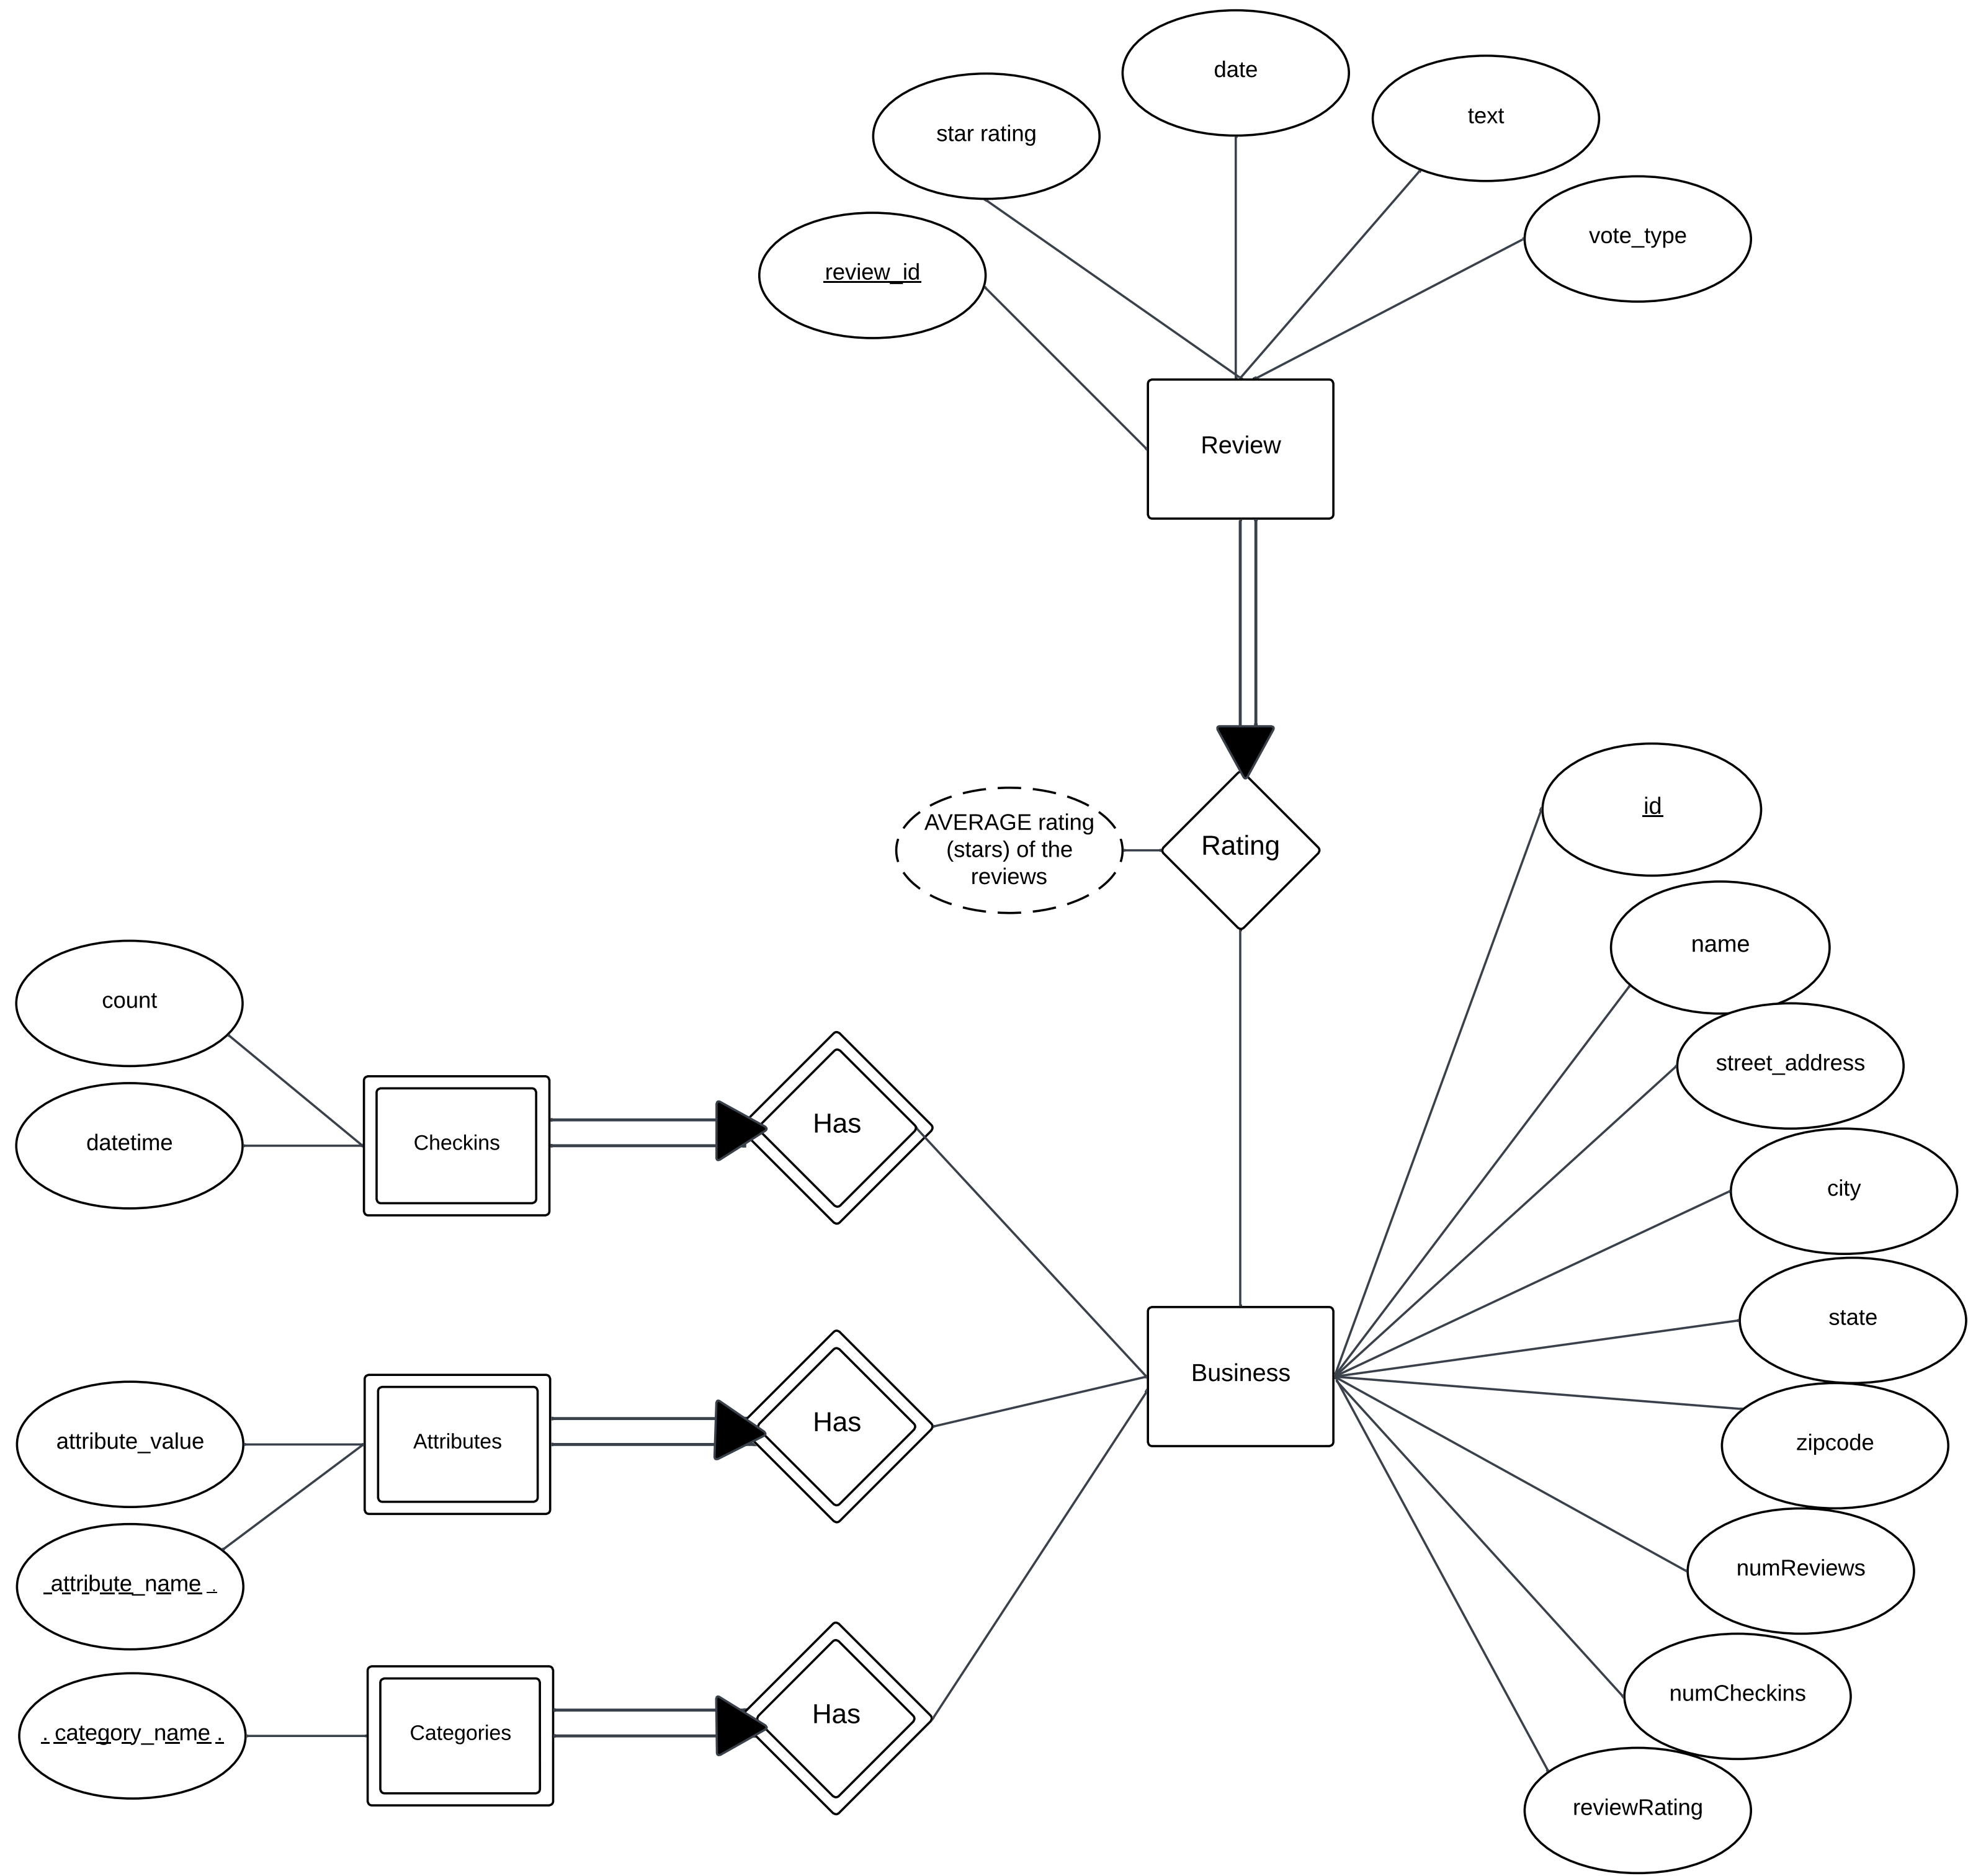 date
text
star rating
vote_type
review_id
Review
id
AVERAGE rating
(stars) of the
reviews
Rating
name
count
street_address
Has
datetime
Checkins
city
state
Business
Has
attribute_value
Attributes
zipcode
numReviews
attribute_name .
numCheckins
Has
. category_name .
Categories
reviewRating